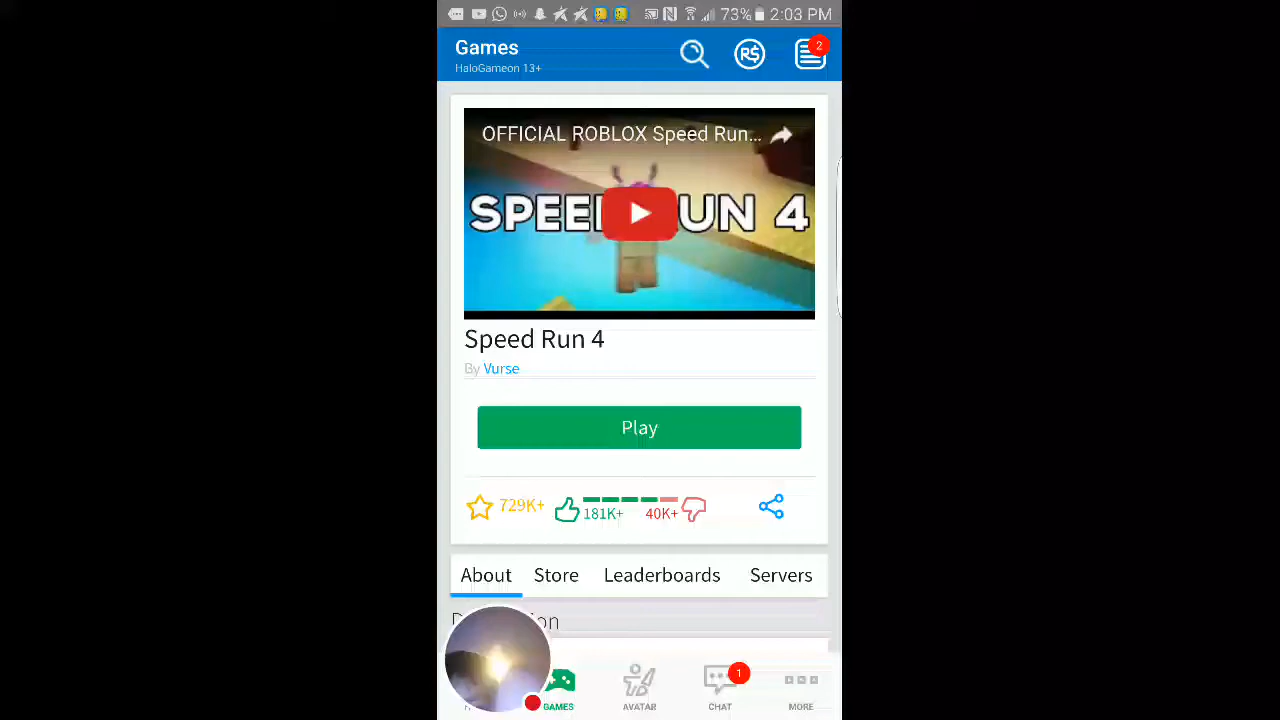 73% 2:03 PM
Games
HaloGameon 13+
R$
2
OFFICIAL ROBLOX Speed Run...
SPEED RUN 4
Speed Run 4
By Vurse
Play
729K+
181K+
40K+
About Store Leaderboards Servers
1
GAMES AVATAR CHAT MORE